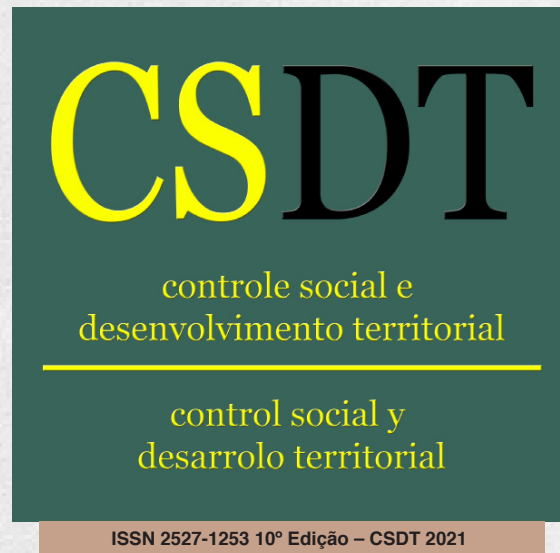 CSDT
controle social e
desenvolvimento territorial
control social y
desarrolo territorial
ISSN 2527-1253 10º Edição – CSDT 2021